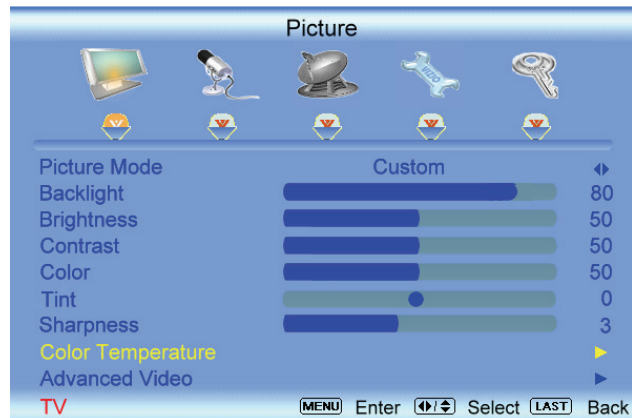 Picture
VIZIO
Picture Mode Custom
Backlight 80
Brightness 50
Contrast 50
Color 50
Tint 0
Sharpness 3
Color Temperature
Advanced Video
TV MENU Enter Select LAST Back